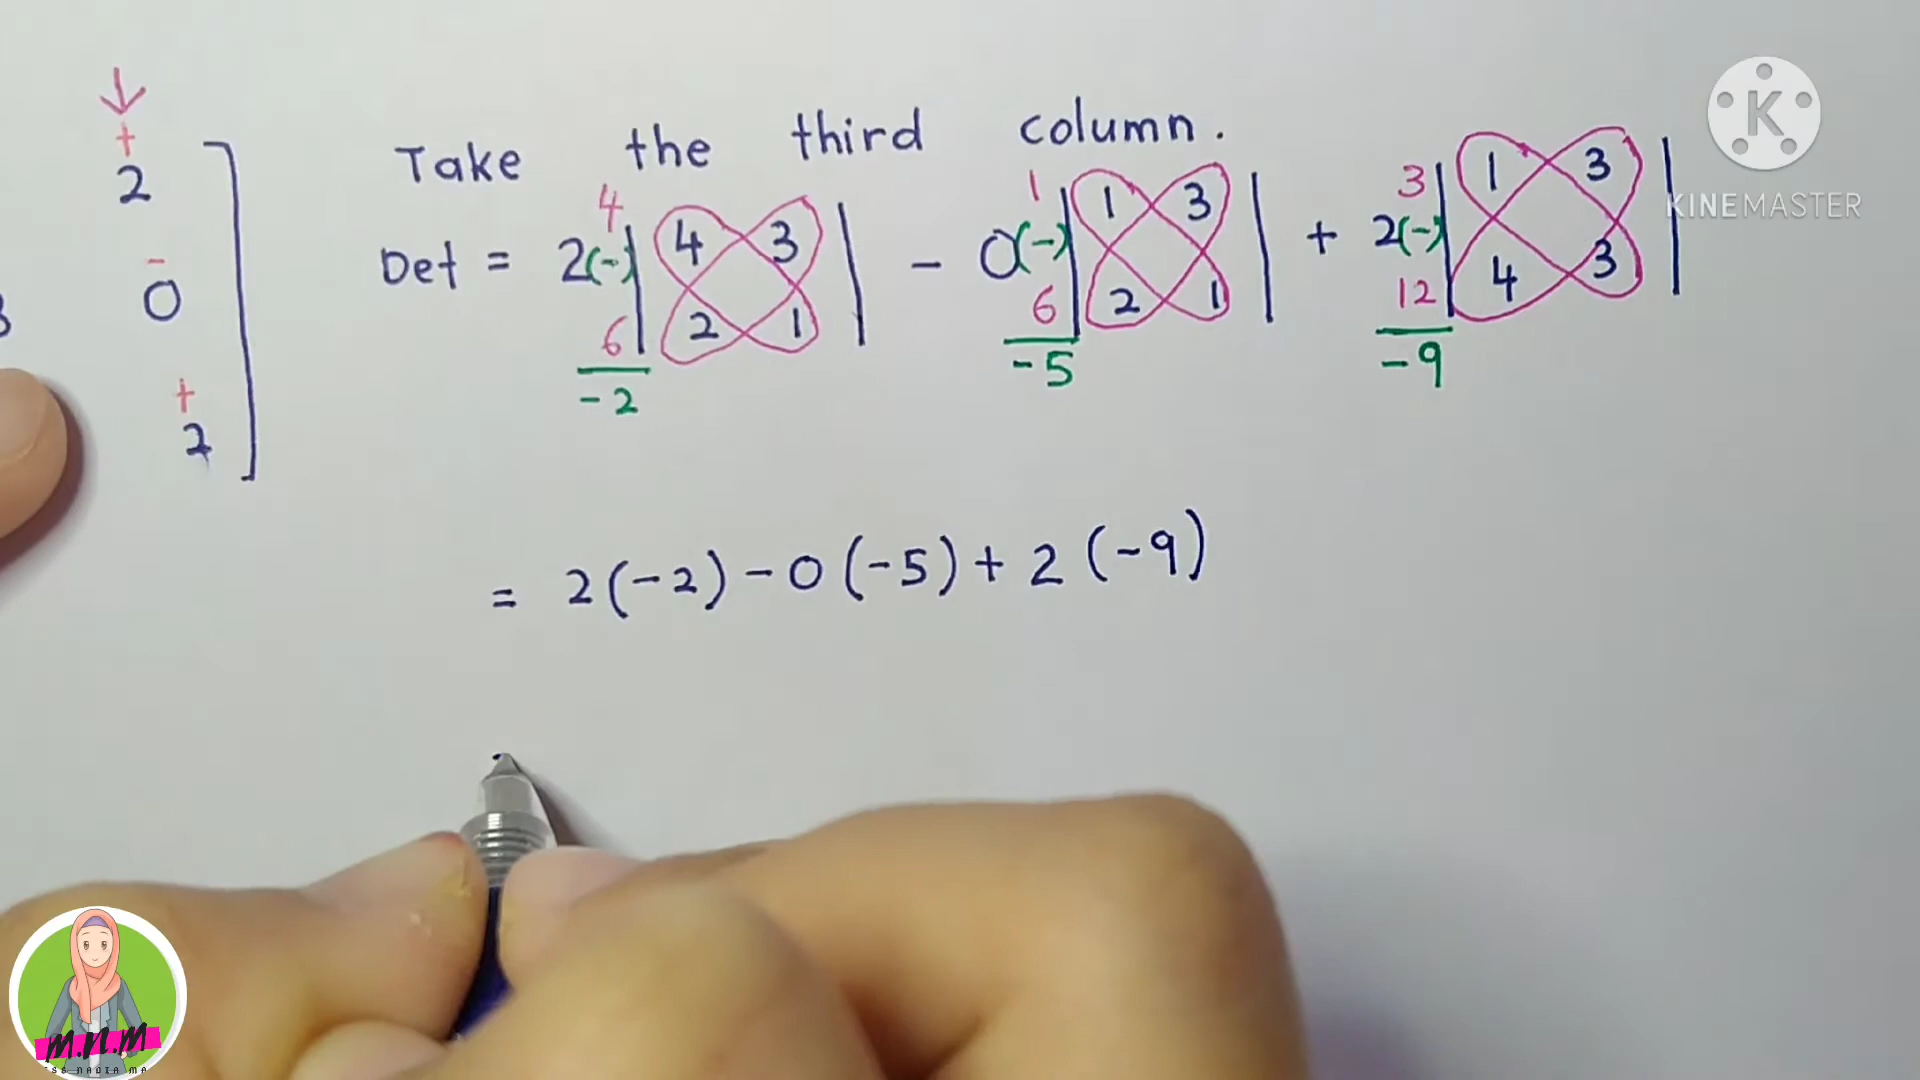 Take the third column.
+
2
-
0
+
2
3
Det = 2(-) | 4 3 | - 0(-) | 1 3 | + 2(-) | 1 3 |
2 1 2 1 4 3
4 1 3
6 6 12
-2 -5 -9
= 2(-2) - 0(-5) + 2(-9)
K
KINEMASTER
M.N.M